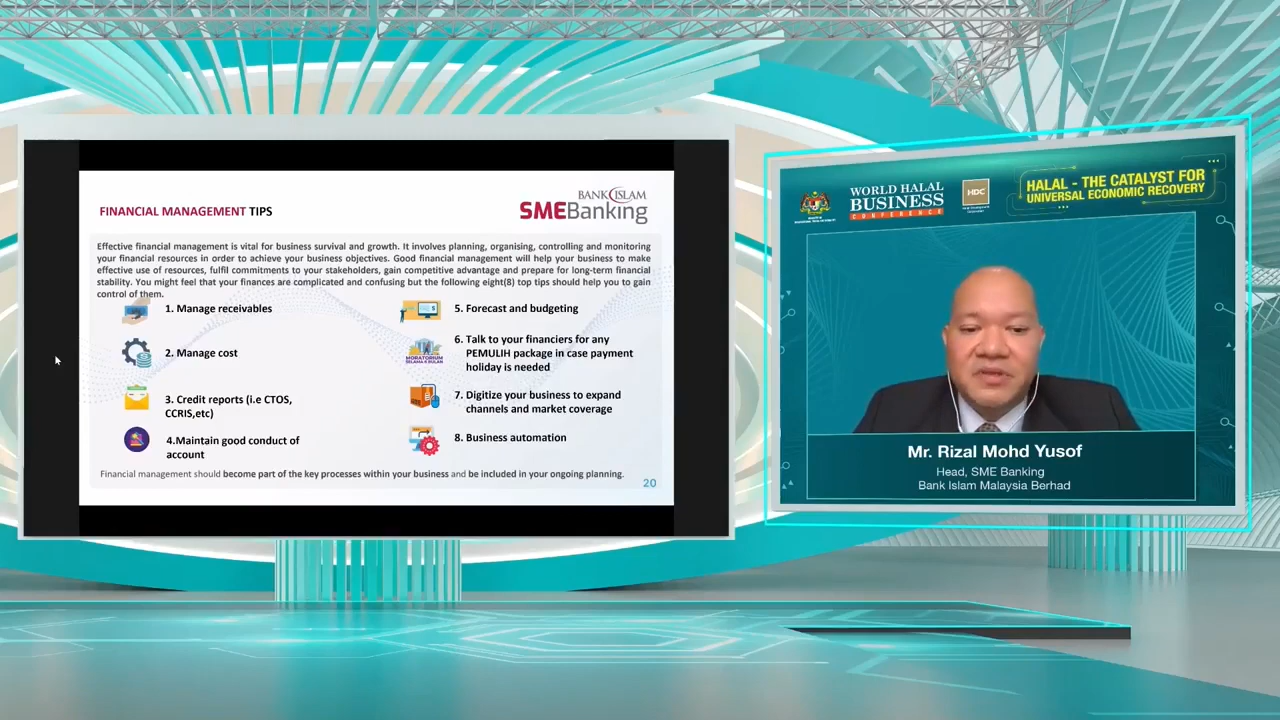 BANK ISLAM
SMEBanking
FINANCIAL MANAGEMENT TIPS
Effective financial management is vital for business survival and growth. It involves planning, organising, controlling and monitoring
your financial resources in order to achieve your business objectives. Good financial management will help your business to make
effective use of resources, fulfil commitments to your stakeholders, gain competitive advantage and prepare for long-term financial
stability. You might feel that your finances are complicated and confusing but the following eight(8) top tips should help you to gain
control of them.
1. Manage receivables
2. Manage cost
3. Credit reports (i.e CTOS,
CCRIS,etc)
4.Maintain good conduct of
account
5. Forecast and budgeting
MORATORIUM
SELAMA 6 BULAN
6. Talk to your financiers for any
PEMULIH package in case payment
holiday is needed
7. Digitize your business to expand
channels and market coverage
8. Business automation
Financial management should become part of the key processes within your business and be included in your ongoing planning.
20
WORLD HALAL
BUSINESS
CONFERENCE
HDC
HALAL - THE CATALYST FOR
UNIVERSAL ECONOMIC RECOVERY
Mr. Rizal Mohd Yusof
Head, SME Banking
Bank Islam Malaysia Berhad